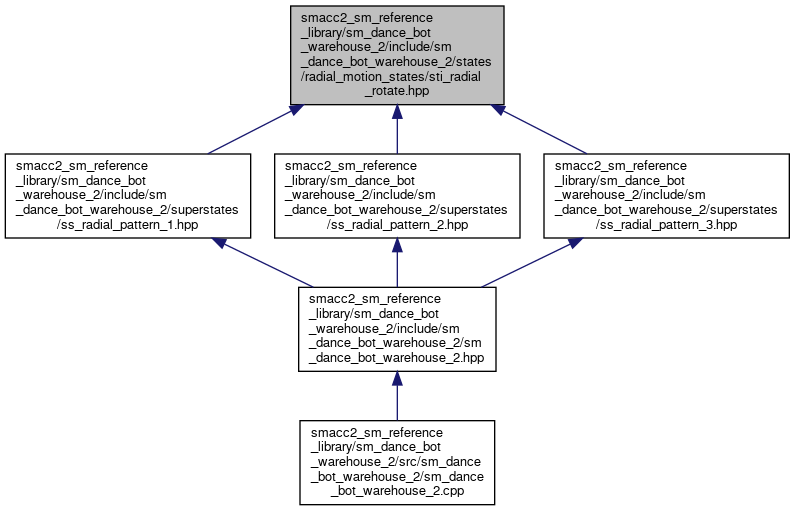 smacc2_sm_reference
_library/sm_dance_bot
_warehouse_2/include/sm
_dance_bot_warehouse_2/states
/radial_motion_states/sti_radial
_rotate.hpp
smacc2_sm_reference
_library/sm_dance_bot
_warehouse_2/include/sm
_dance_bot_warehouse_2/superstates
/ss_radial_pattern_1.hpp
smacc2_sm_reference
_library/sm_dance_bot
_warehouse_2/include/sm
_dance_bot_warehouse_2/superstates
/ss_radial_pattern_2.hpp
smacc2_sm_reference
_library/sm_dance_bot
_warehouse_2/include/sm
_dance_bot_warehouse_2/superstates
/ss_radial_pattern_3.hpp
smacc2_sm_reference
_library/sm_dance_bot
_warehouse_2/include/sm
_dance_bot_warehouse_2/sm
_dance_bot_warehouse_2.hpp
smacc2_sm_reference
_library/sm_dance_bot
_warehouse_2/src/sm_dance
_bot_warehouse_2/sm_dance
_bot_warehouse_2.cpp